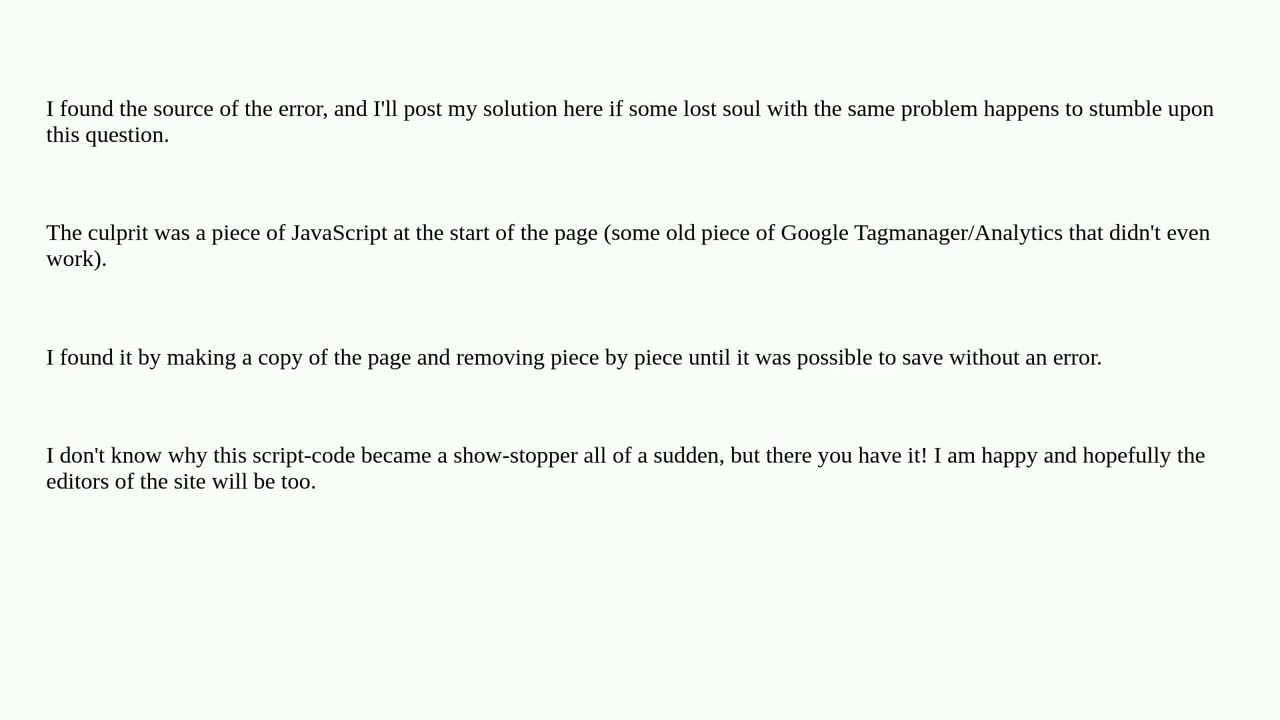 I found the source of the error, and I'll post my solution here if some lost soul with the same problem happens to stumble upon
this question.
The culprit was a piece of JavaScript at the start of the page (some old piece of Google Tagmanager/Analytics that didn't even
work).
I found it by making a copy of the page and removing piece by piece until it was possible to save without an error.
I don't know why this script-code became a show-stopper all of a sudden, but there you have it! I am happy and hopefully the
editors of the site will be too.